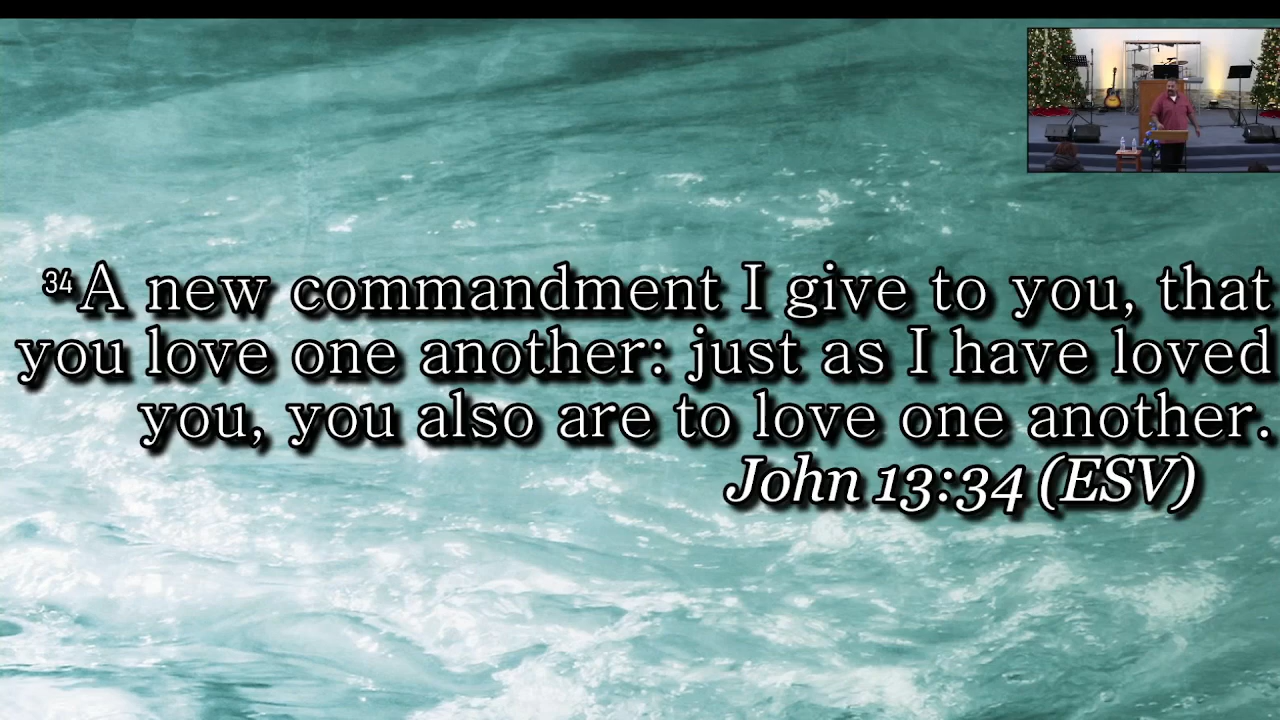 34A new commandment I give to you, that
you love one another: just as I have loved
you, you also are to love one another.
John 13:34 (ESV)